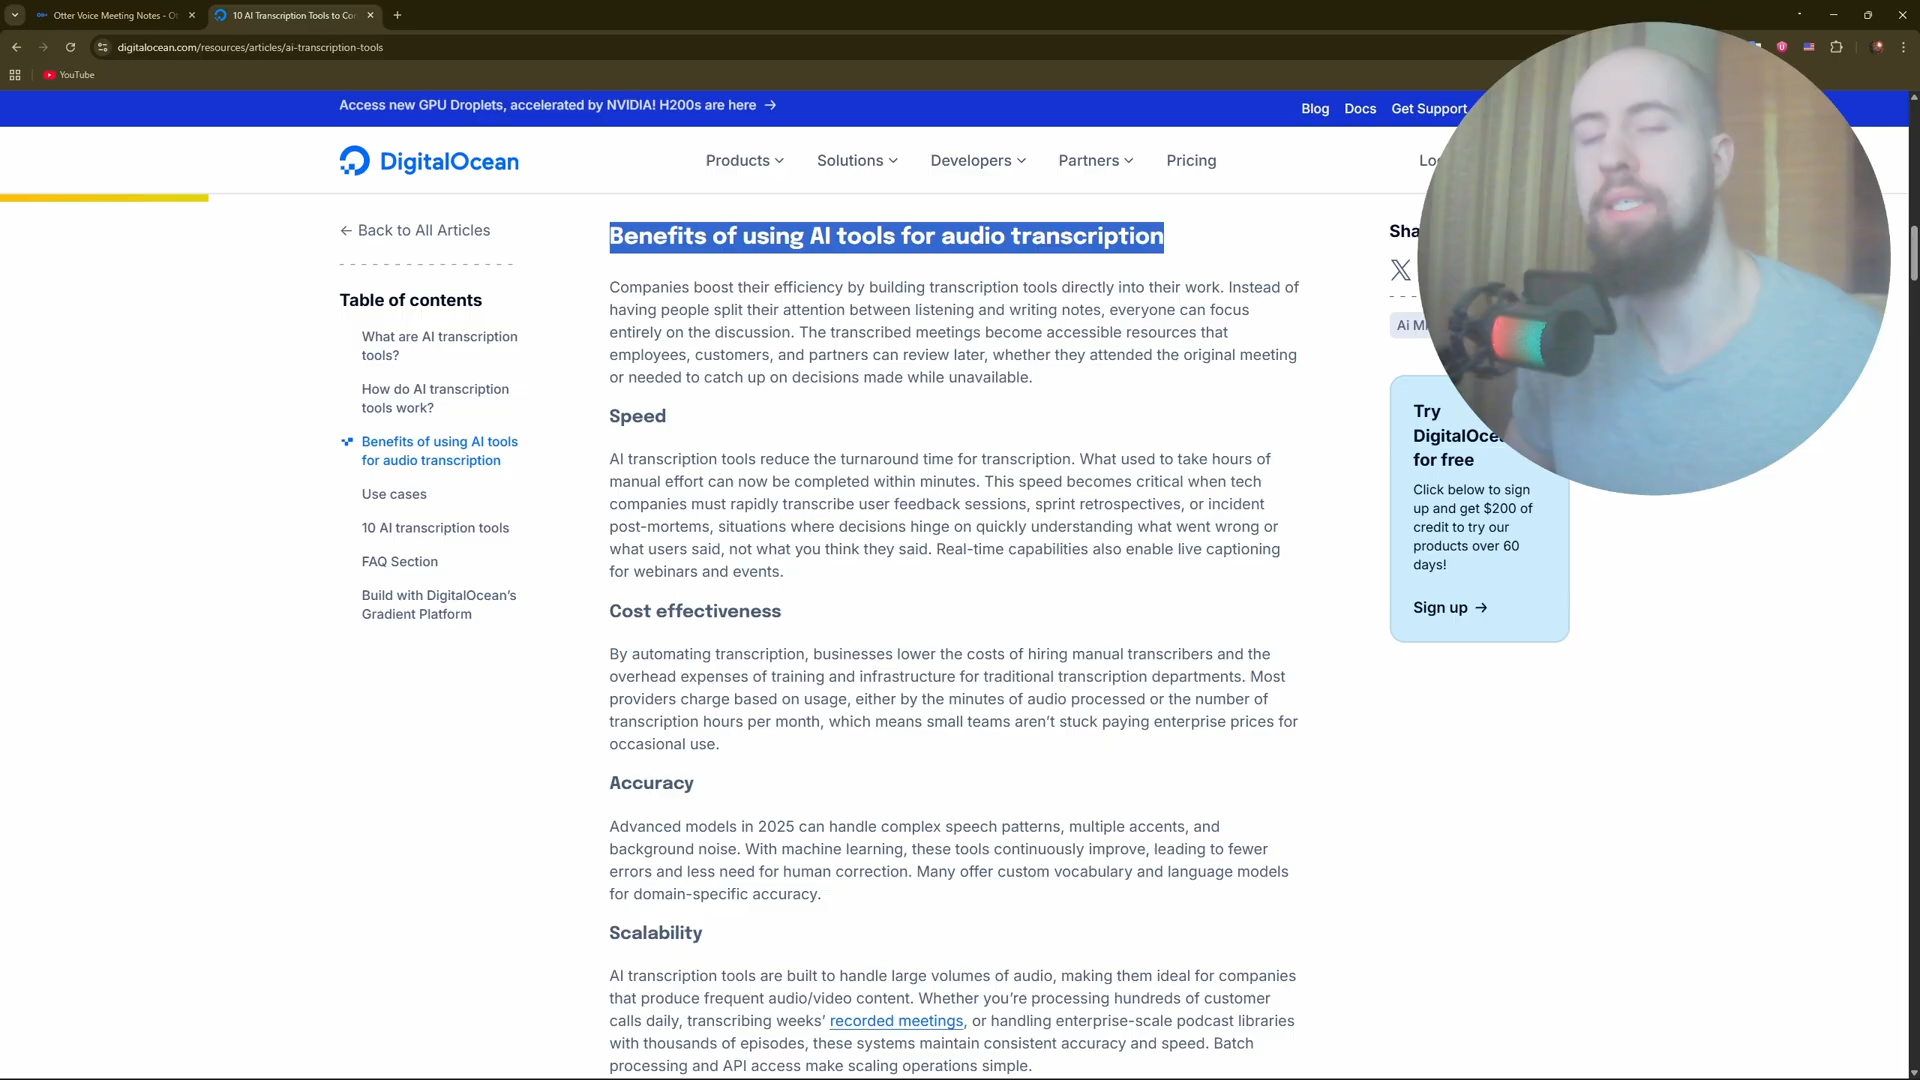 Otter Voice Meeting Notes - Ot
10 AI Transcription Tools to Co
digitalocean.com/resources/articles/ai-transcription-tools
YouTube
Access new GPU Droplets, accelerated by NVIDIA! H200s are here →
Blog Docs Get Support
DigitalOcean
Products Solutions Developers Partners Pricing
← Back to All Articles
Table of contents
What are AI transcription
tools?
How do AI transcription
tools work?
Benefits of using AI tools
for audio transcription
Use cases
10 AI transcription tools
FAQ Section
Build with DigitalOcean's
Gradient Platform
Benefits of using AI tools for audio transcription
Companies boost their efficiency by building transcription tools directly into their work. Instead of
having people split their attention between listening and writing notes, everyone can focus
entirely on the discussion. The transcribed meetings become accessible resources that
employees, customers, and partners can review later, whether they attended the original meeting
or needed to catch up on decisions made while unavailable.
Speed
AI transcription tools reduce the turnaround time for transcription. What used to take hours of
manual effort can now be completed within minutes. This speed becomes critical when tech
companies must rapidly transcribe user feedback sessions, sprint retrospectives, or incident
post-mortems, situations where decisions hinge on quickly understanding what went wrong or
what users said, not what you think they said. Real-time capabilities also enable live captioning
for webinars and events.
Cost effectiveness
By automating transcription, businesses lower the costs of hiring manual transcribers and the
overhead expenses of training and infrastructure for traditional transcription departments. Most
providers charge based on usage, either by the minutes of audio processed or the number of
transcription hours per month, which means small teams aren't stuck paying enterprise prices for
occasional use.
Accuracy
Advanced models in 2025 can handle complex speech patterns, multiple accents, and
background noise. With machine learning, these tools continuously improve, leading to fewer
errors and less need for human correction. Many offer custom vocabulary and language models
for domain-specific accuracy.
Scalability
AI transcription tools are built to handle large volumes of audio, making them ideal for companies
that produce frequent audio/video content. Whether you're processing hundreds of customer
calls daily, transcribing weeks' recorded meetings, or handling enterprise-scale podcast libraries
with thousands of episodes, these systems maintain consistent accuracy and speed. Batch
processing and API access make scaling operations simple.
Sha
Ai
Try
DigitalOce
for free
Click below to sign
up and get $200 of
credit to try our
products over 60
days!
Sign up →